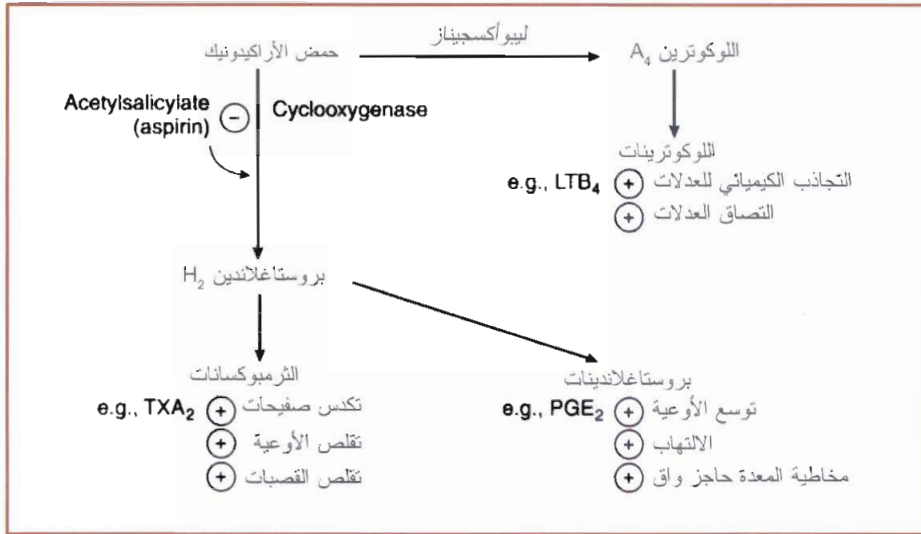 حمض الأراكيدونيك
ليبوأكسجيناز
اللوكوترين A₄
Acetylsalicylate
(aspirin)
−
Cyclooxygenase
اللوكوترينات
e.g., LTB₄ + التجاذب الكيميائي للعدلات
+ التصاق العدلات
بروستاغلاندين H₂
الثرمبوكسانات
e.g., TXA₂ + تكدس صفيحات
+ تقلص الأوعية
+ تقلص القصبات
بروستاغلاندينات
e.g., PGE₂ + توسع الأوعية
+ الالتهاب
+ مخاطية المعدة حاجز واق